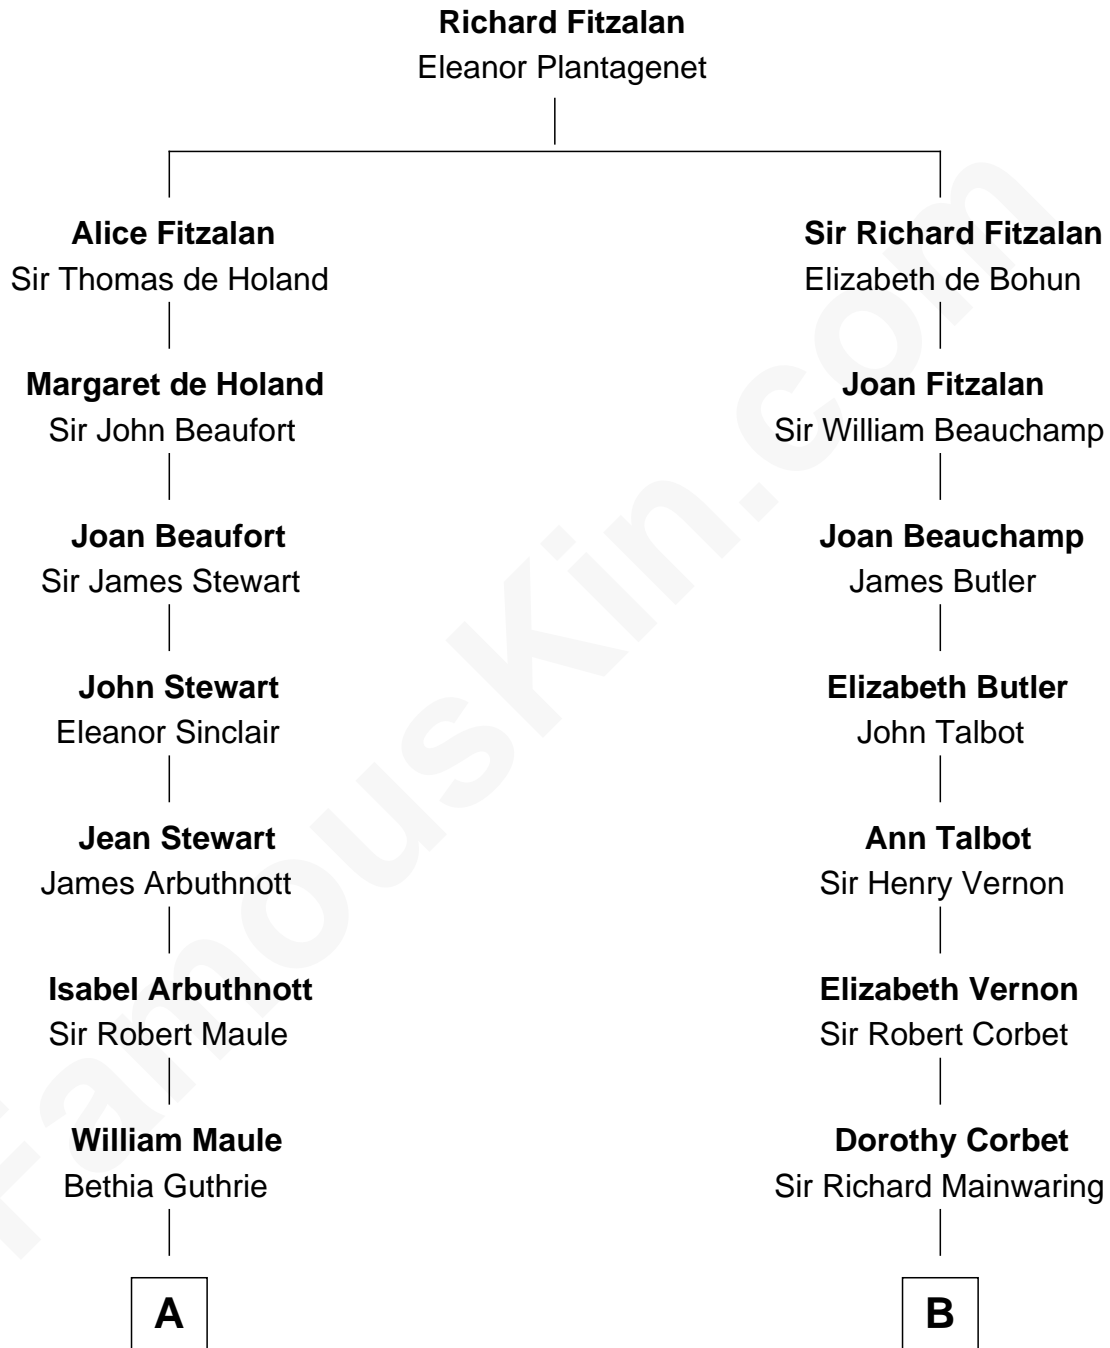 Richard Fitzalan
Eleanor Plantagenet
Alice Fitzalan
Sir Thomas de Holand
Sir Richard Fitzalan
Elizabeth de Bohun
Margaret de Holand
Sir John Beaufort
Joan Fitzalan
Sir William Beauchamp
Joan Beaufort
Sir James Stewart
Joan Beauchamp
James Butler
John Stewart
Eleanor Sinclair
Elizabeth Butler
John Talbot
Jean Stewart
James Arbuthnott
Ann Talbot
Sir Henry Vernon
Isabel Arbuthnott
Sir Robert Maule
Elizabeth Vernon
Sir Robert Corbet
William Maule
Bethia Guthrie
Dorothy Corbet
Sir Richard Mainwaring
A
B
FamousKin.com